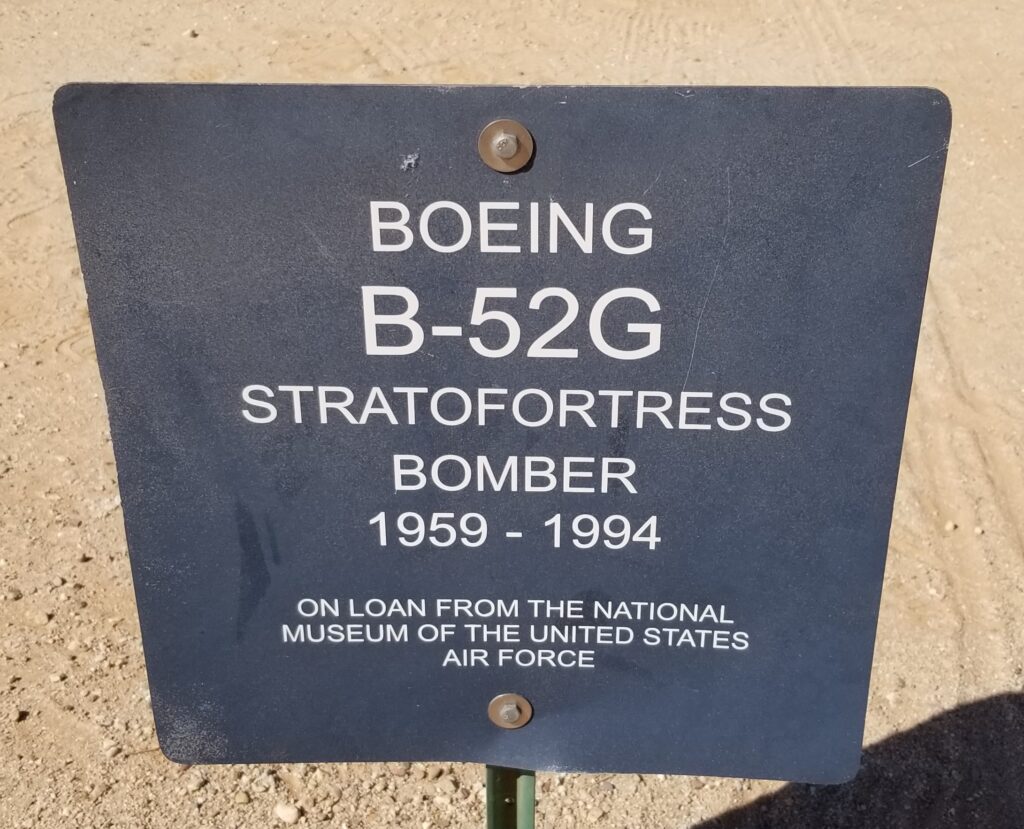 BOEING
B-52G
STRATOFORTRESS
BOMBER
1959 - 1994
ON LOAN FROM THE NATIONAL
MUSEUM OF THE UNITED STATES
AIR FORCE